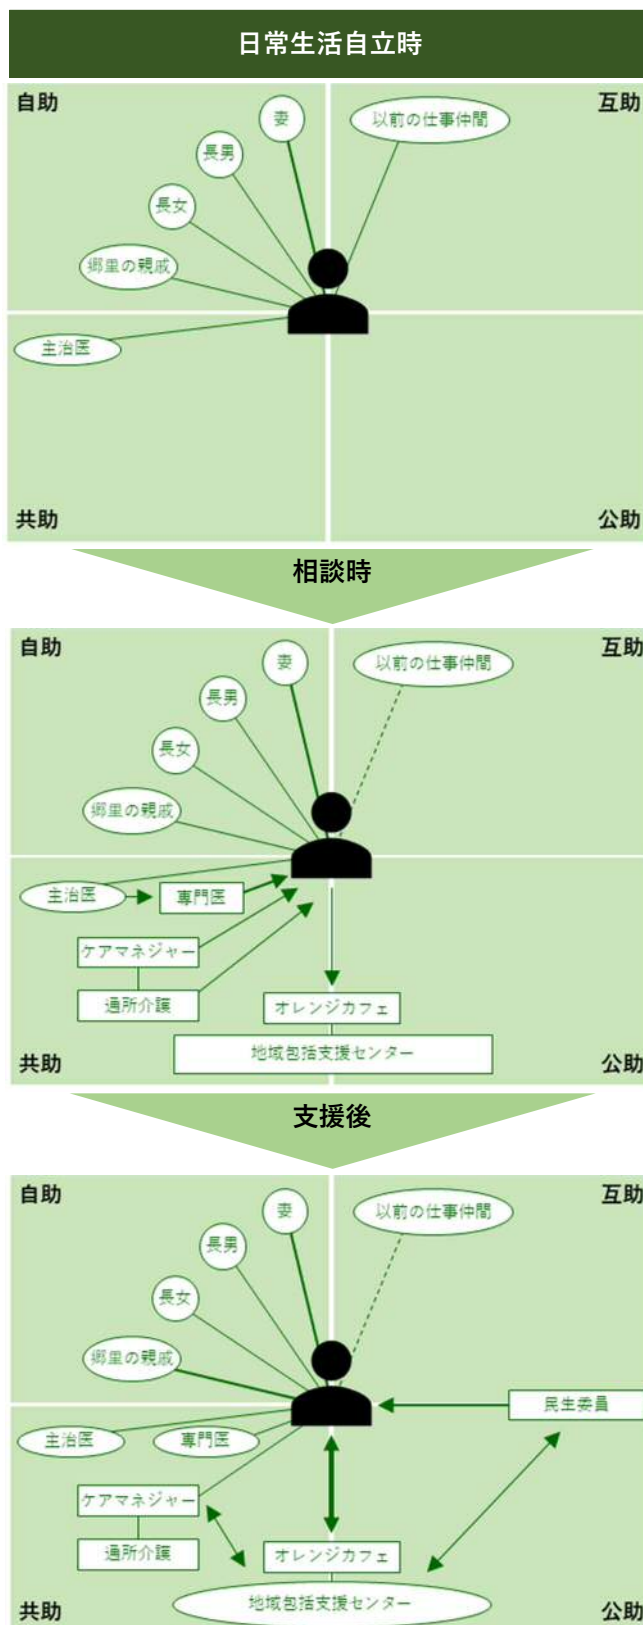 日常生活自立時
自助
互助
妻
以前の仕事仲間
長男
長女
郷里の親戚
主治医
共助
公助
相談時
自助
互助
妻
以前の仕事仲間
長男
長女
郷里の親戚
主治医
専門医
ケアマネジャー
通所介護
オレンジカフェ
地域包括支援センター
共助
公助
支援後
自助
互助
妻
以前の仕事仲間
長男
長女
郷里の親戚
民生委員
主治医
専門医
ケアマネジャー
通所介護
オレンジカフェ
地域包括支援センター
共助
公助